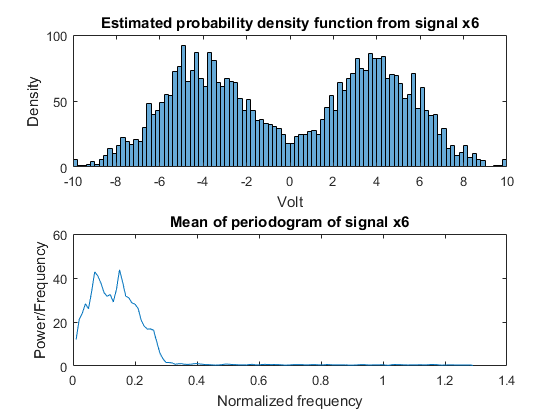 Estimated probability density function from signal x6
100
50
0
Density
-10 -8 -6 -4 -2 0 2 4 6 8 10
Volt
Mean of periodogram of signal x6
60
40
20
0
Power/Frequency
0 0.2 0.4 0.6 0.8 1 1.2 1.4
Normalized frequency